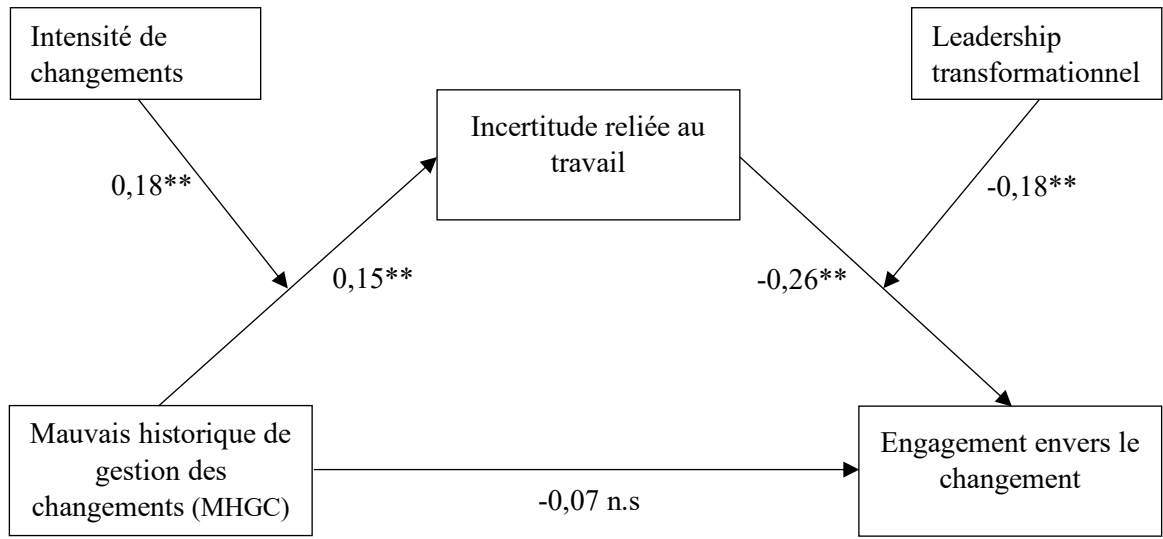 Intensité de
changements
Leadership
transformationnel
Incertitude reliée au
travail
0,18**
-0,18**
0,15**
-0,26**
Mauvais historique de
gestion des
changements (MHGC)
Engagement envers le
changement
-0,07 n.s